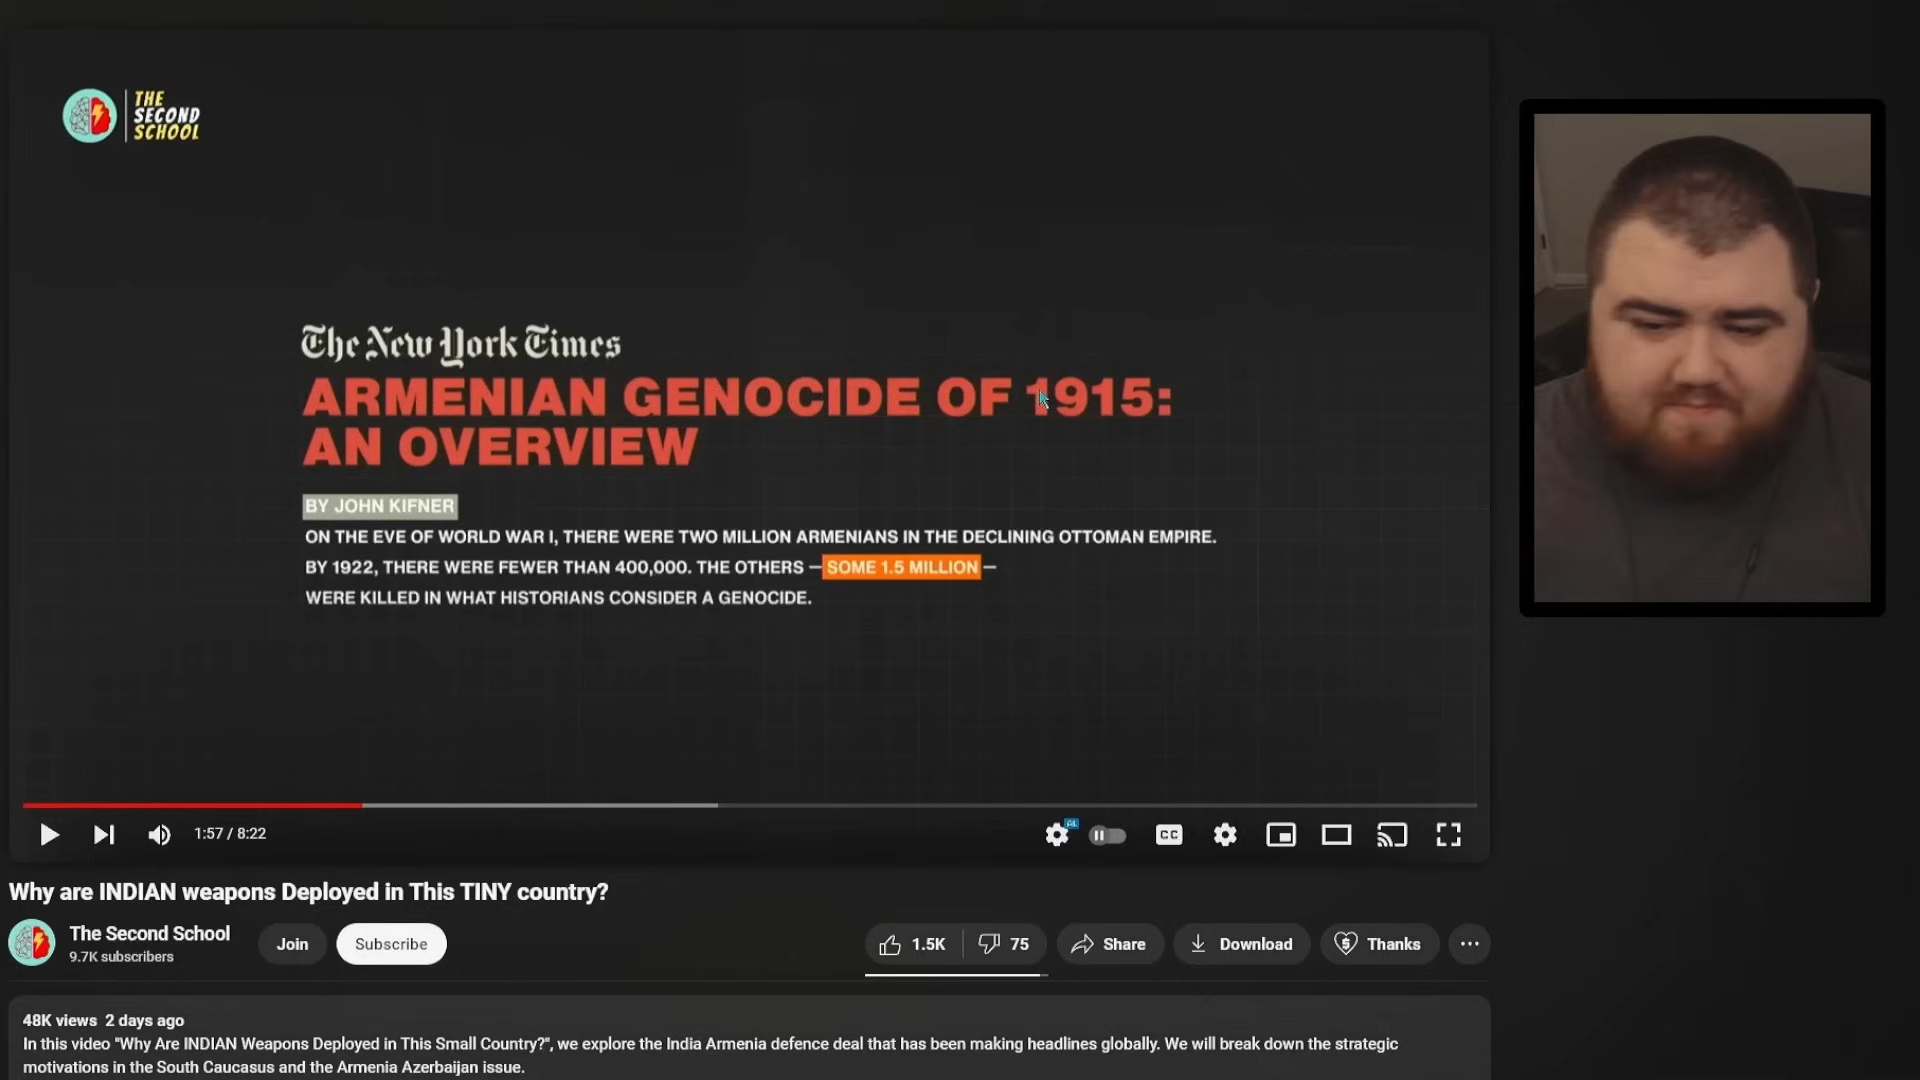 THE
SECOND
SCHOOL
The New York Times
ARMENIAN GENOCIDE OF 1915:
AN OVERVIEW
BY JOHN KIFNER
ON THE EVE OF WORLD WAR I, THERE WERE TWO MILLION ARMENIANS IN THE DECLINING OTTOMAN EMPIRE.
BY 1922, THERE WERE FEWER THAN 400,000. THE OTHERS – SOME 1.5 MILLION –
WERE KILLED IN WHAT HISTORIANS CONSIDER A GENOCIDE.
1:57 / 8:22
CC
Why are INDIAN weapons Deployed in This TINY country?
The Second School
9.7K subscribers
Join
Subscribe
1.5K
75
Share
Download
Thanks
48K views 2 days ago
In this video "Why Are INDIAN Weapons Deployed in This Small Country?", we explore the India Armenia defence deal that has been making headlines globally. We will break down the strategic
motivations in the South Caucasus and the Armenia Azerbaijan issue.